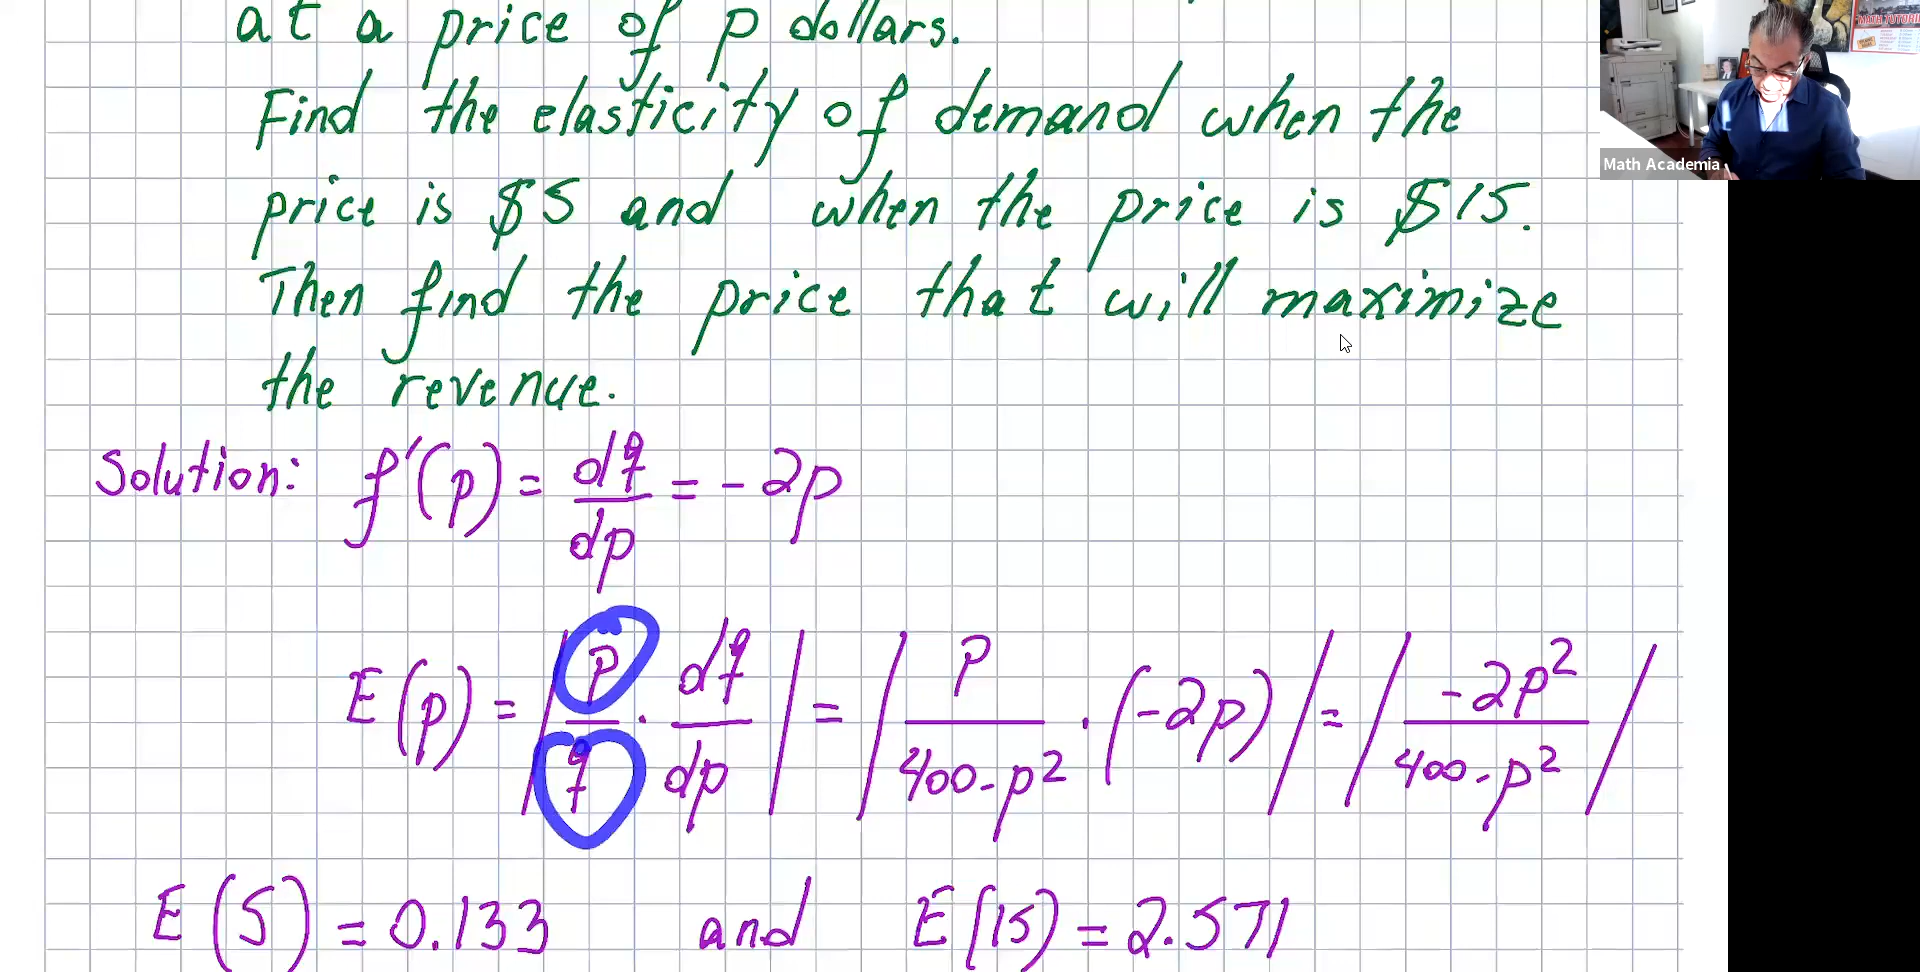 at a price of p dollars.
Find the elasticity of demand when the
price is $5 and when the price is $15.
Then find the price that will maximize
the revenue.
Solution: f'(p) = dq/dp = -2p
E(p) = |p/q · dq/dp| = |p/400-p² · (-2p)| = |-2p²/400-p²|
E(5) = 0.133 and E(15) = 2.571
Math Academia
MATH TUTORI